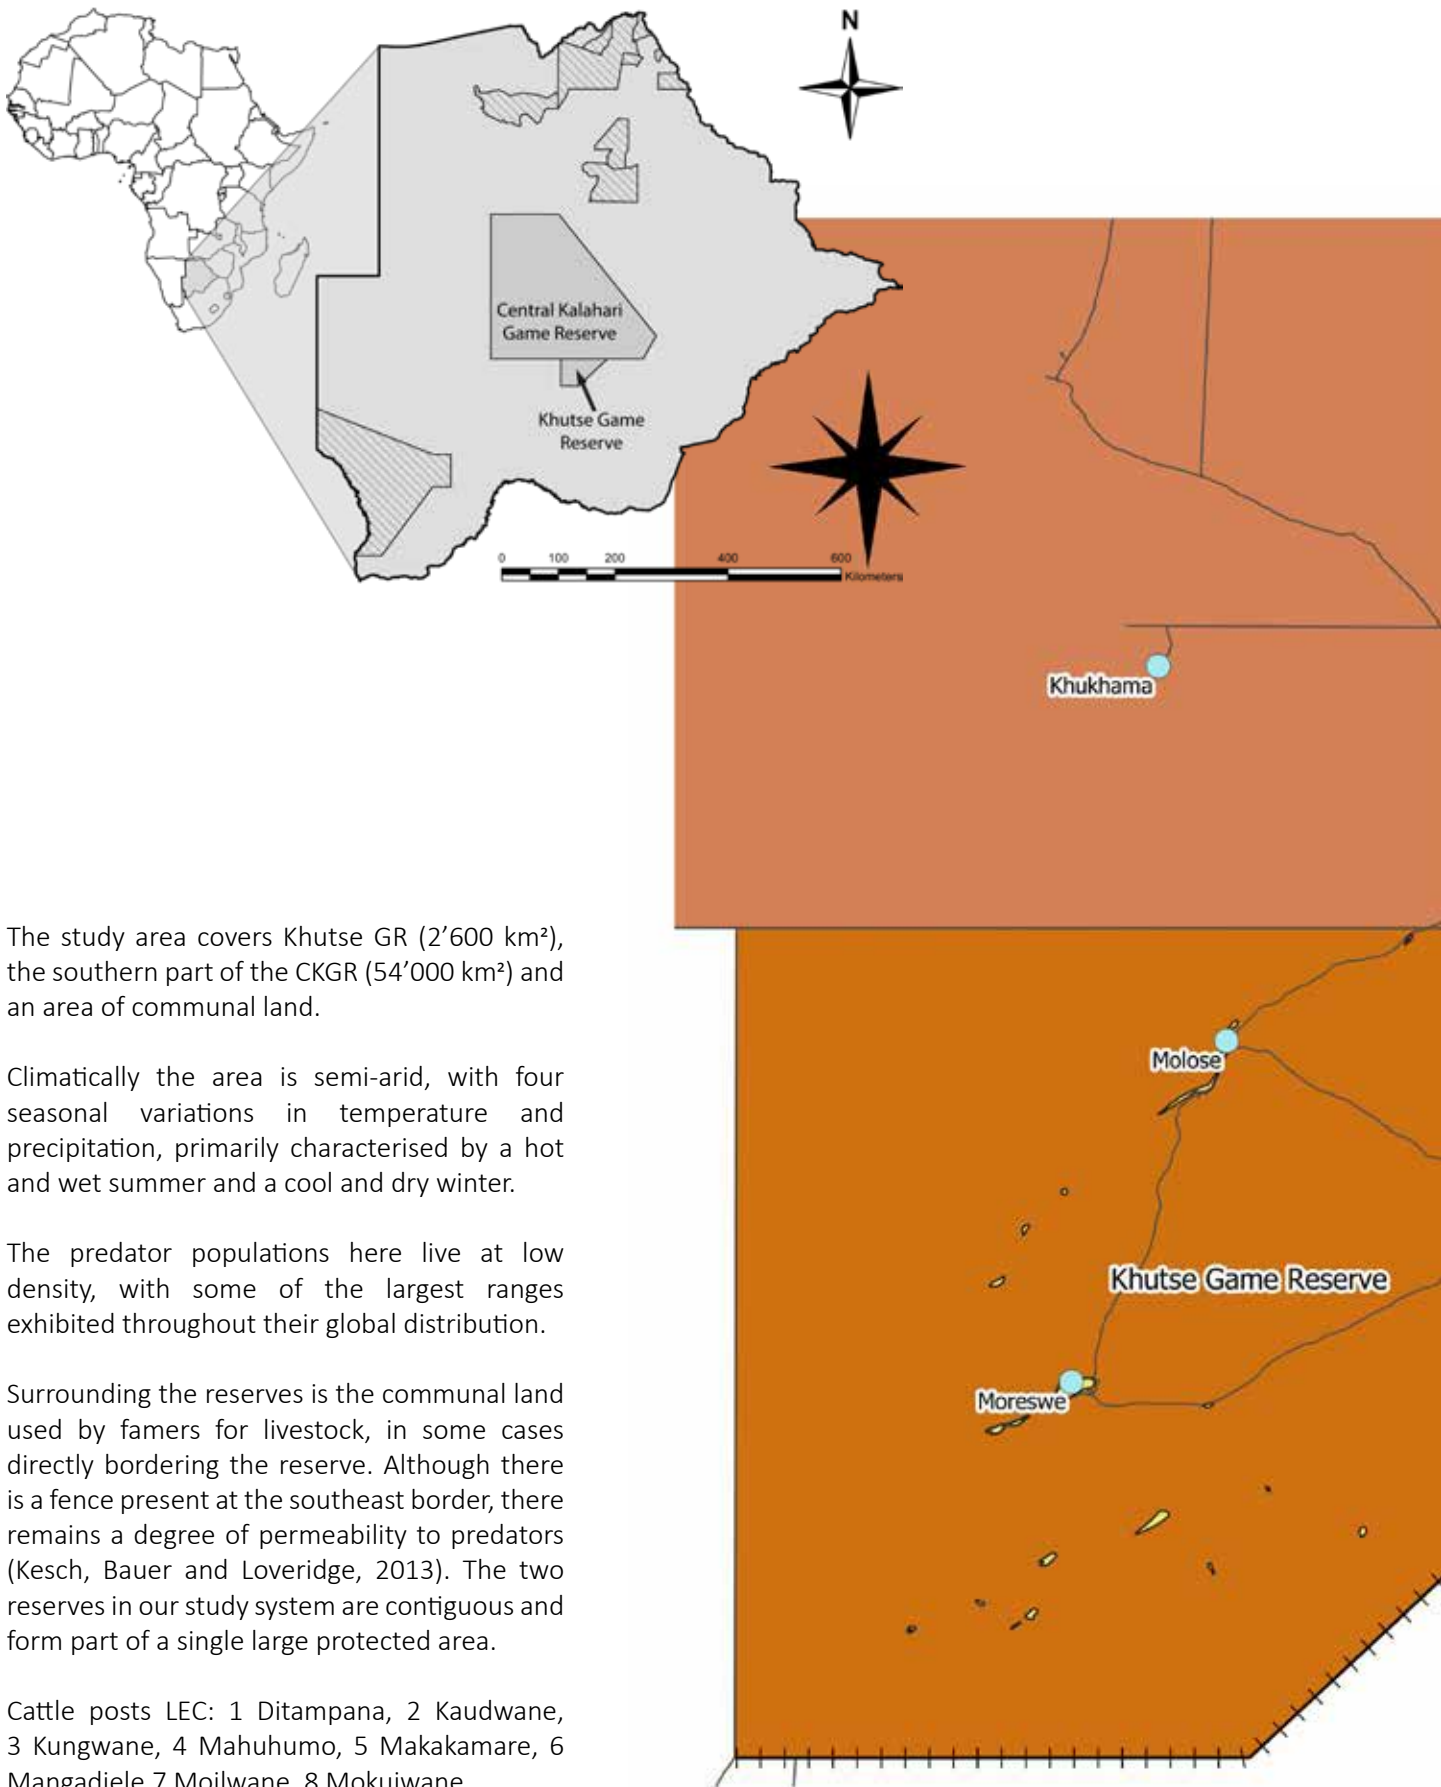 N
Central Kalahari
Game Reserve
Khutse Game
Reserve
0 100 200 400 600
Kilometers
Khukhama
The study area covers Khutse GR (2’600 km²),
the southern part of the CKGR (54’000 km²) and
an area of communal land.
Climatically the area is semi-arid, with four
seasonal variations in temperature and
precipitation, primarily characterised by a hot
and wet summer and a cool and dry winter.
The predator populations here live at low
density, with some of the largest ranges
exhibited throughout their global distribution.
Surrounding the reserves is the communal land
used by famers for livestock, in some cases
directly bordering the reserve. Although there
is a fence present at the southeast border, there
remains a degree of permeability to predators
(Kesch, Bauer and Loveridge, 2013). The two
reserves in our study system are contiguous and
form part of a single large protected area.
Cattle posts LEC: 1 Ditampana, 2 Kaudwane,
3 Kungwane, 4 Mahuhumo, 5 Makakamare, 6
Mangadiele 7 Moilwane, 8 Mokuiwane
Molose
Khutse Game Reserve
Moreswe